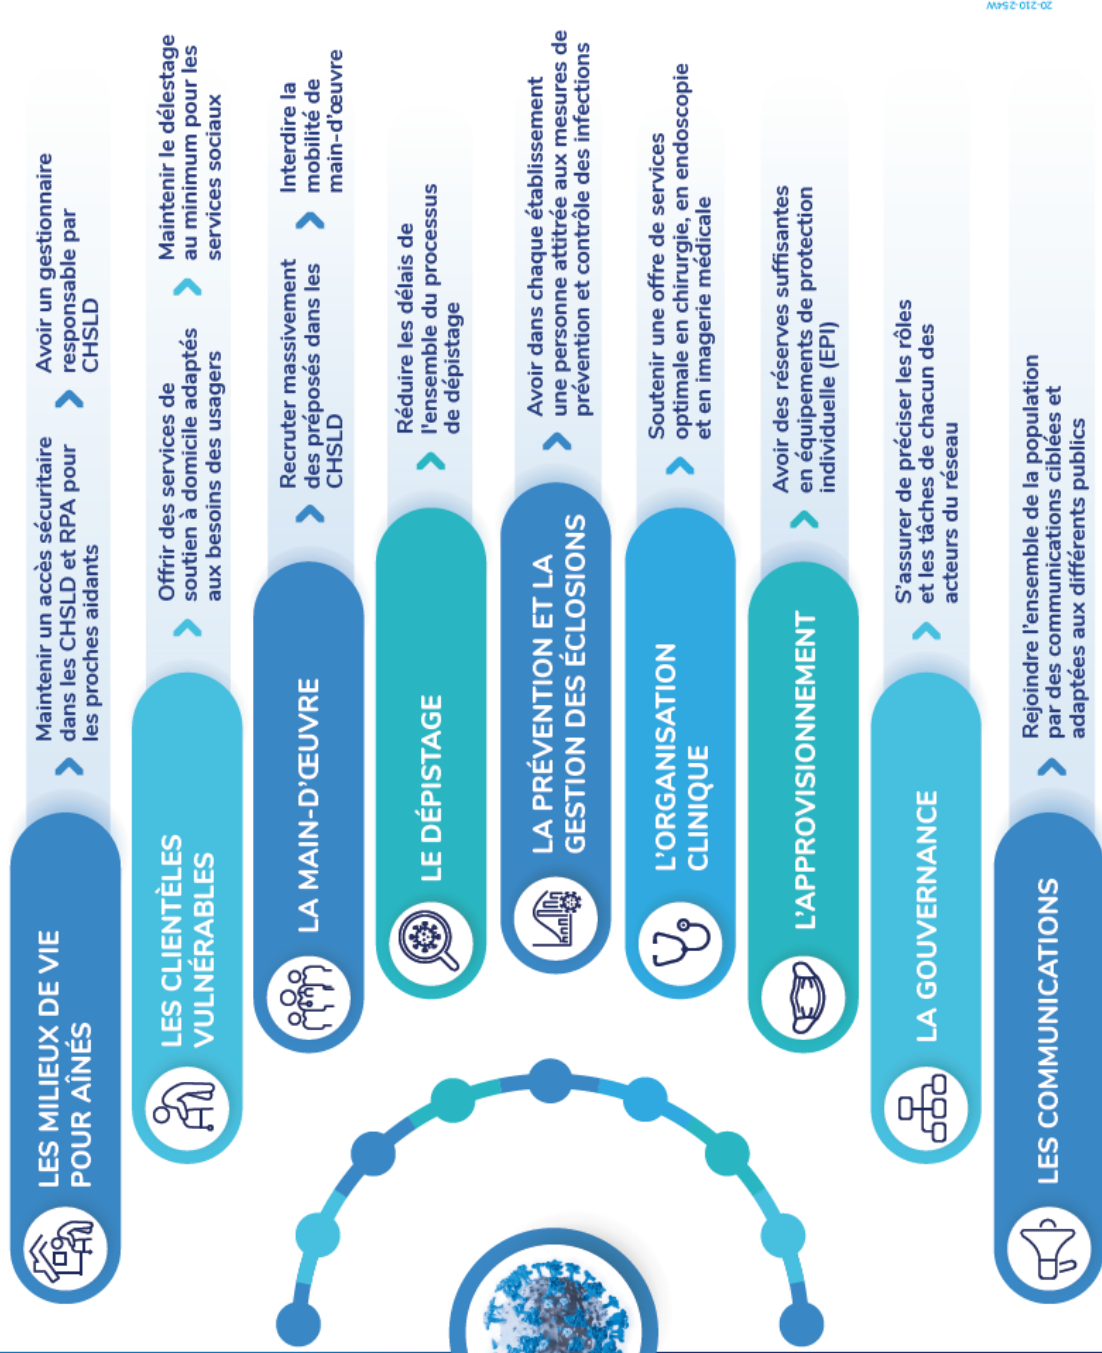 LES MILIEUX DE VIE
POUR AÎNÉS
Maintenir un accès sécuritaire
dans les CHSLD et RPA pour
les proches aidants
Avoir un gestionnaire
responsable par
CHSLD
LES CLIENTÈLES
VULNÉRABLES
Offrir des services de
soutien à domicile adaptés
aux besoins des usagers
Maintenir le délestage
au minimum pour les
services sociaux
LA MAIN-D'ŒUVRE
Recruter massivement
des préposés dans les
CHSLD
Interdire la
mobilité de
main-d'œuvre
LE DÉPISTAGE
Réduire les délais de
l'ensemble du processus
de dépistage
LA PRÉVENTION ET LA
GESTION DES ÉCLOSIONS
Avoir dans chaque établissement
une personne attitrée aux mesures de
prévention et contrôle des infections
L'ORGANISATION
CLINIQUE
Soutenir une offre de services
optimale en chirurgie, en endoscopie
et en imagerie médicale
L'APPROVISIONNEMENT
Avoir des réserves suffisantes
en équipements de protection
individuelle (EPI)
LA GOUVERNANCE
S'assurer de préciser les rôles
et les tâches de chacun des
acteurs du réseau
LES COMMUNICATIONS
Rejoindre l'ensemble de la population
par des communications ciblées et
adaptées aux différents publics
20-210-254W